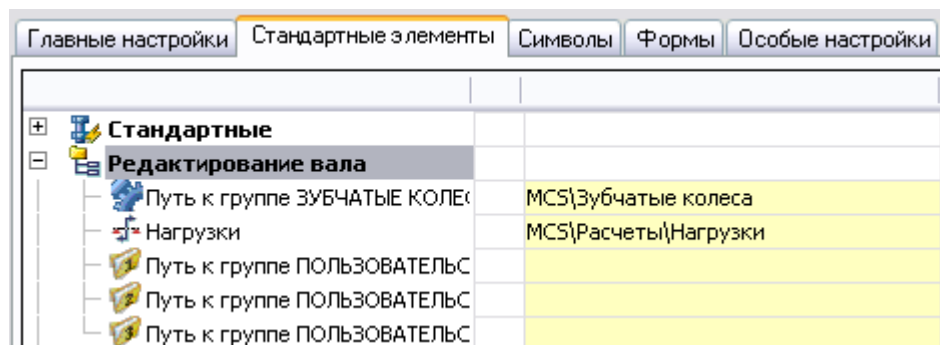 Главные настройки Стандартные элементы Символы Формы Особые настройки
Стандартные
Редактирование вала
Путь к группе ЗУБЧАТЫЕ КОЛЕ MCS\Зубчатые колеса
Нагрузки MCS\Расчеты\Нагрузки
Путь к группе ПОЛЬЗОВАТЕЛЬС
Путь к группе ПОЛЬЗОВАТЕЛЬС
Путь к группе ПОЛЬЗОВАТЕЛЬС